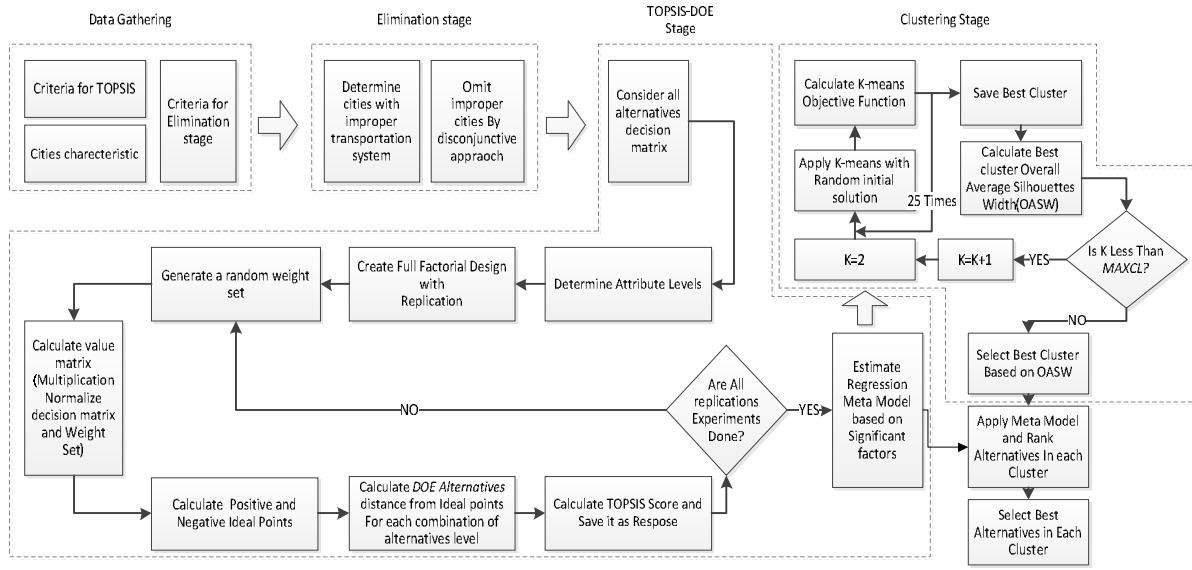 Data Gathering
Criteria for TOPSIS
Cities charecteristic
Criteria for
Elimination
stage
Elimination stage
Determine
cities with
improper
transportation
system
Omit
improper
cities By
disconjunctive
appraoch
TOPSIS-DOE
Stage
Consider all
alternatives
decision
matrix
Determine Attribute Levels
Create Full Factorial Design
with
Replication
Generate a random weight
set
Calculate value
matrix
(Multiplication
Normalize
decision matrix
and Weight
Set)
Calculate Positive and
Negative Ideal Points
Calculate DOE Alternatives
distance from Ideal points
For each combination of
alternatives level
Calculate TOPSIS Score and
Save it as Respose
Are All
replications
Experiments
Done?
NO
YES
Estimate
Regression
Meta Model
based on
Significant
factors
Clustering Stage
Calculate K-means
Objective Function
Apply K-means with
Random initial
solution
25 Times
K=2
Save Best Cluster
Calculate Best
cluster Overall
Average Silhouettes
Width(OASW)
Is K Less Than
MAXCL?
YES
K=K+1
NO
Select Best Cluster
Based on OASW
Apply Meta Model
and Rank
Alternatives In each
Cluster
Select Best
Alternatives in Each
Cluster